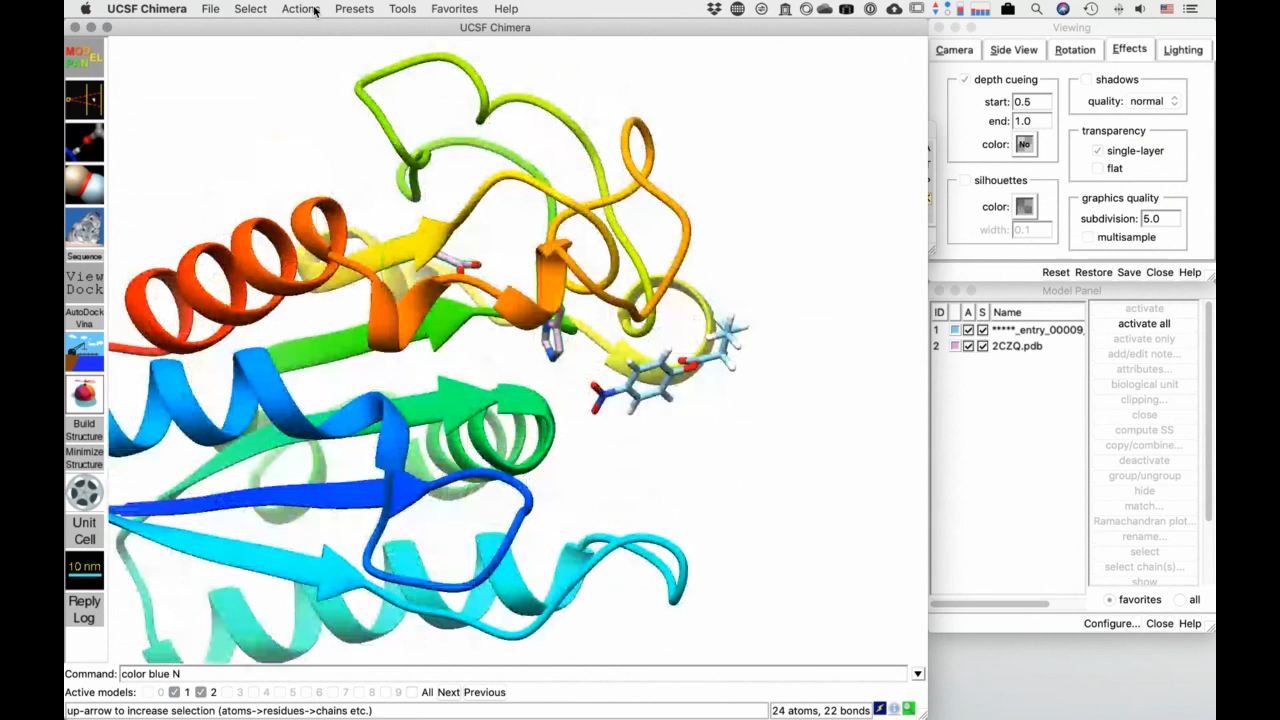 UCSF Chimera File Select Actions Presets Tools Favorites Help
UCSF Chimera
Viewing
Camera Side View Rotation Effects Lighting
depth cueing
start: 0.5
end: 1.0
color: No
shadows
quality: normal
transparency
single-layer
flat
silhouettes
color:
width: 0.1
graphics quality
subdivision: 5.0
multisample
Reset Restore Save Close Help
Model Panel
ID A S Name
1 *****_entry_00009_
2 2CZQ.pdb
activate
activate all
activate only
add/edit note...
attributes...
biological unit
clipping...
close
compute SS
copy/combine...
deactivate
group/ungroup
hide
match...
Ramachandran plot...
rename...
select
select chain(s)...
show
favorites all
Configure... Close Help
Sequence
View
Dock
AutoDock
Vina
Build
Structure
Minimize
Structure
Unit
Cell
10 nm
Reply
Log
Command: color blue N
Active models: 0 1 2 3 4 5 6 7 8 9 All Next Previous
up-arrow to increase selection (atoms->residues->chains etc.)
24 atoms, 22 bonds